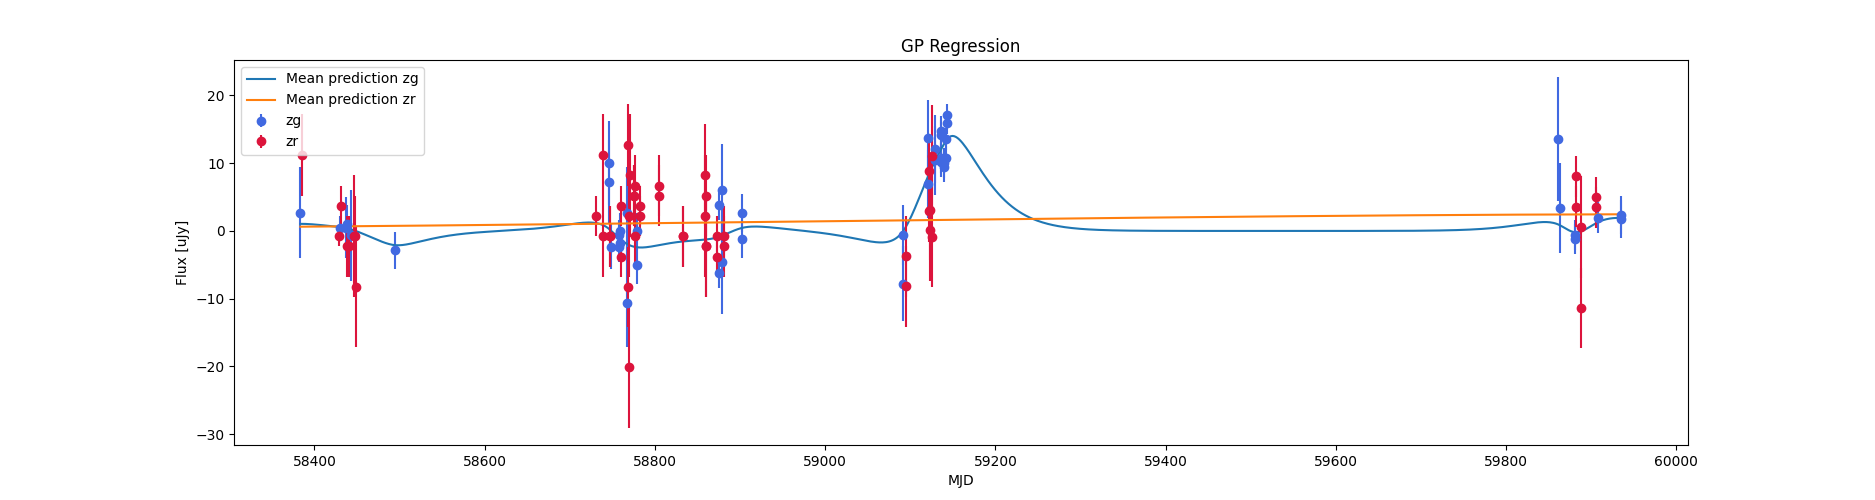 GP Regression
Mean prediction zg
Mean prediction zr
zg
zr
20
10
0
−10
−20
−30
Flux [uJy]
58400 58600 58800 59000 59200 59400 59600 59800 60000
MJD